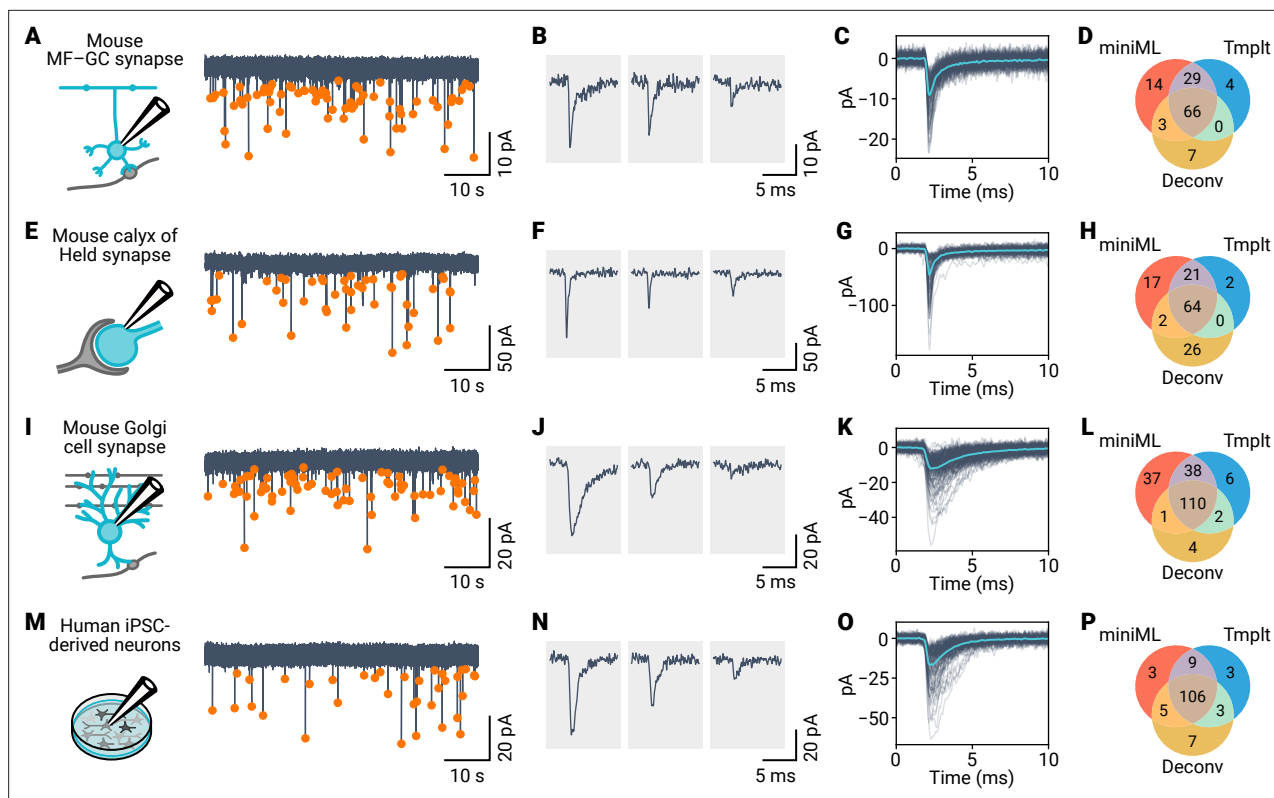 A
Mouse
MF–GC synapse
10 pA
10 s
B
10 pA
5 ms
C
pA
0
−10
−20
0
5
10
Time (ms)
D
miniML
Tmplt
14
29
4
66
3
0
7
Deconv
E
Mouse calyx of
Held synapse
50 pA
10 s
F
50 pA
5 ms
G
pA
0
−100
0
5
10
Time (ms)
H
miniML
Tmplt
17
21
2
64
2
0
26
Deconv
I
Mouse Golgi
cell synapse
20 pA
10 s
J
20 pA
5 ms
K
pA
0
−20
−40
0
5
10
Time (ms)
L
miniML
Tmplt
37
38
6
110
1
2
4
Deconv
M
Human iPSC-
derived neurons
20 pA
10 s
N
20 pA
5 ms
O
pA
0
−25
−50
0
5
10
Time (ms)
P
miniML
Tmplt
3
9
3
106
5
3
7
Deconv